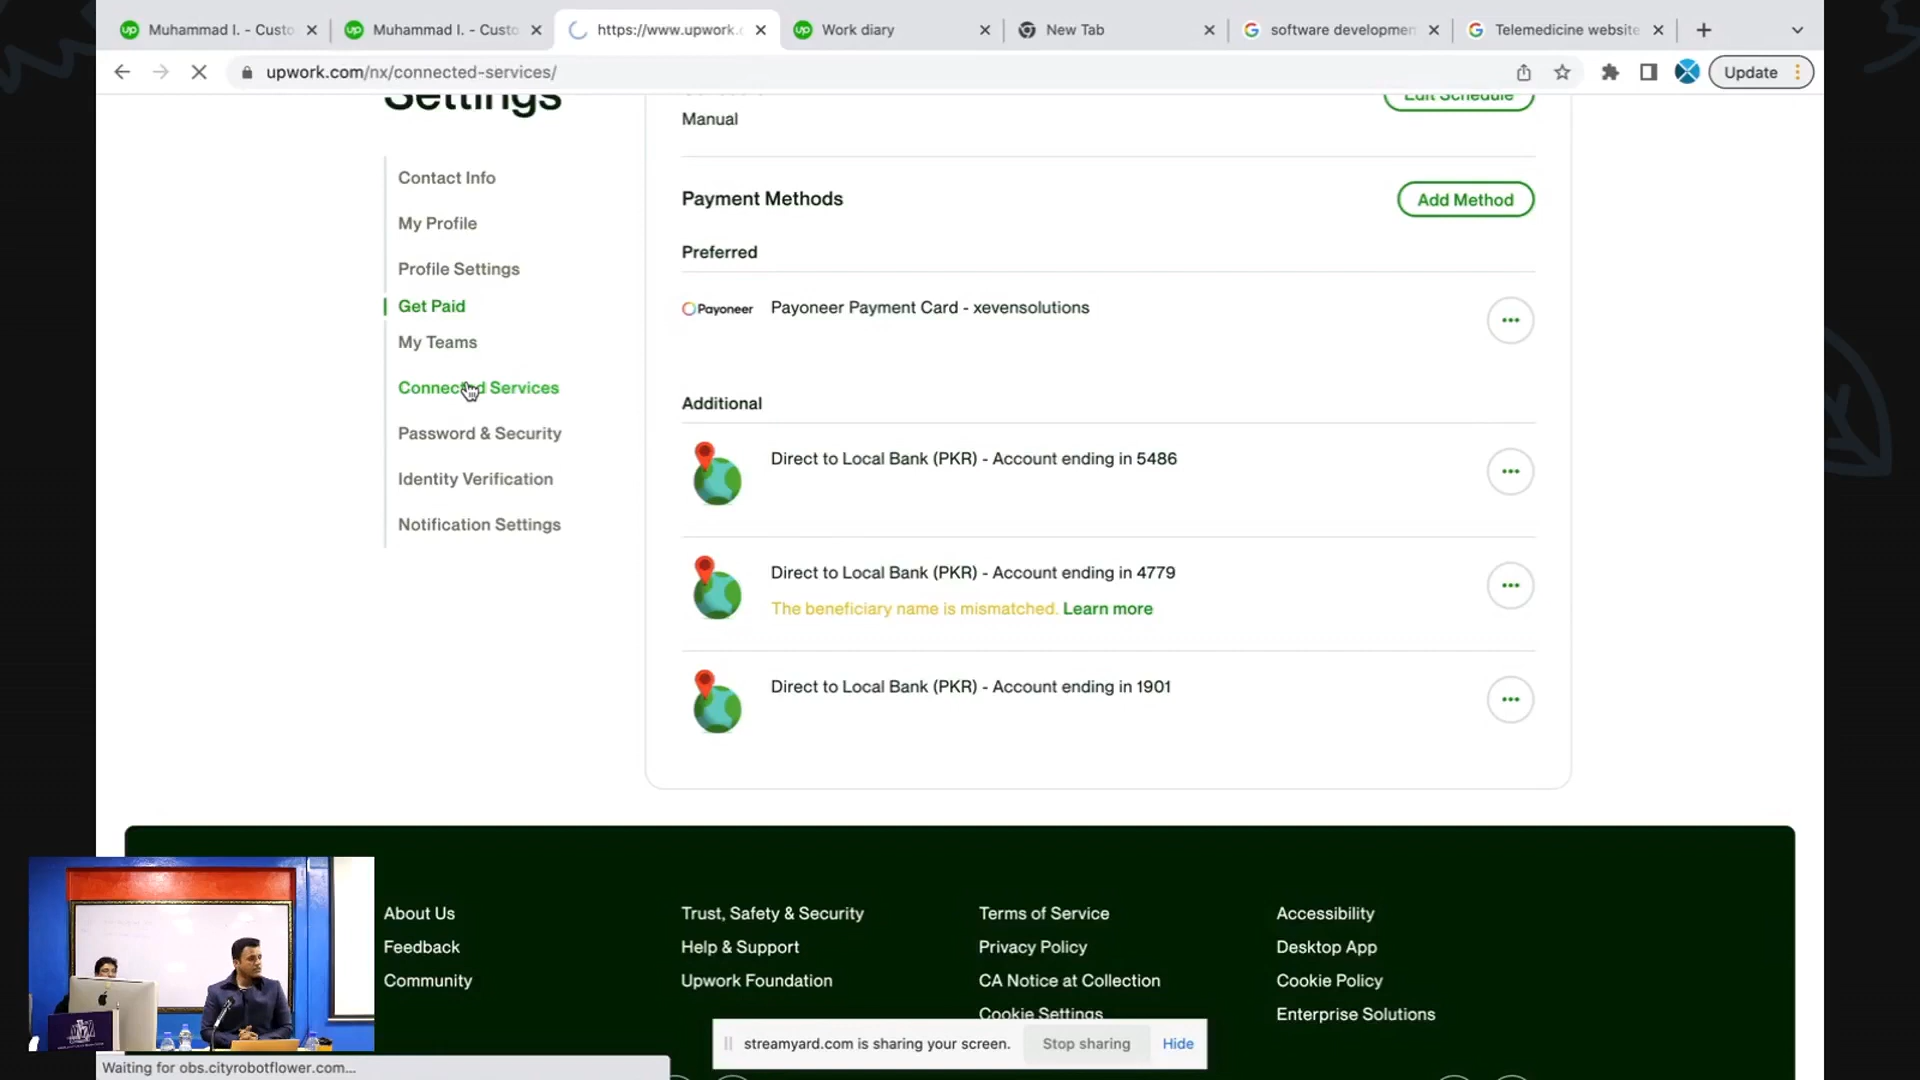 Muhammad I. - Custo
Muhammad I. - Custo
https://www.upwork.c
Work diary
New Tab
software developmen
Telemedicine website
upwork.com/nx/connected-services/
Update
Settings
Edit Schedule
Manual
Contact Info
My Profile
Profile Settings
Get Paid
My Teams
Connected Services
Password & Security
Identity Verification
Notification Settings
Payment Methods
Add Method
Preferred
Payoneer
Payoneer Payment Card - xevensolutions
Additional
Direct to Local Bank (PKR) - Account ending in 5486
Direct to Local Bank (PKR) - Account ending in 4779
The beneficiary name is mismatched. Learn more
Direct to Local Bank (PKR) - Account ending in 1901
About Us
Feedback
Community
Trust, Safety & Security
Help & Support
Upwork Foundation
Terms of Service
Privacy Policy
CA Notice at Collection
Cookie Settings
Accessibility
Desktop App
Cookie Policy
Enterprise Solutions
streamyard.com is sharing your screen.
Stop sharing
Hide
Waiting for obs.cityrobotflower.com...